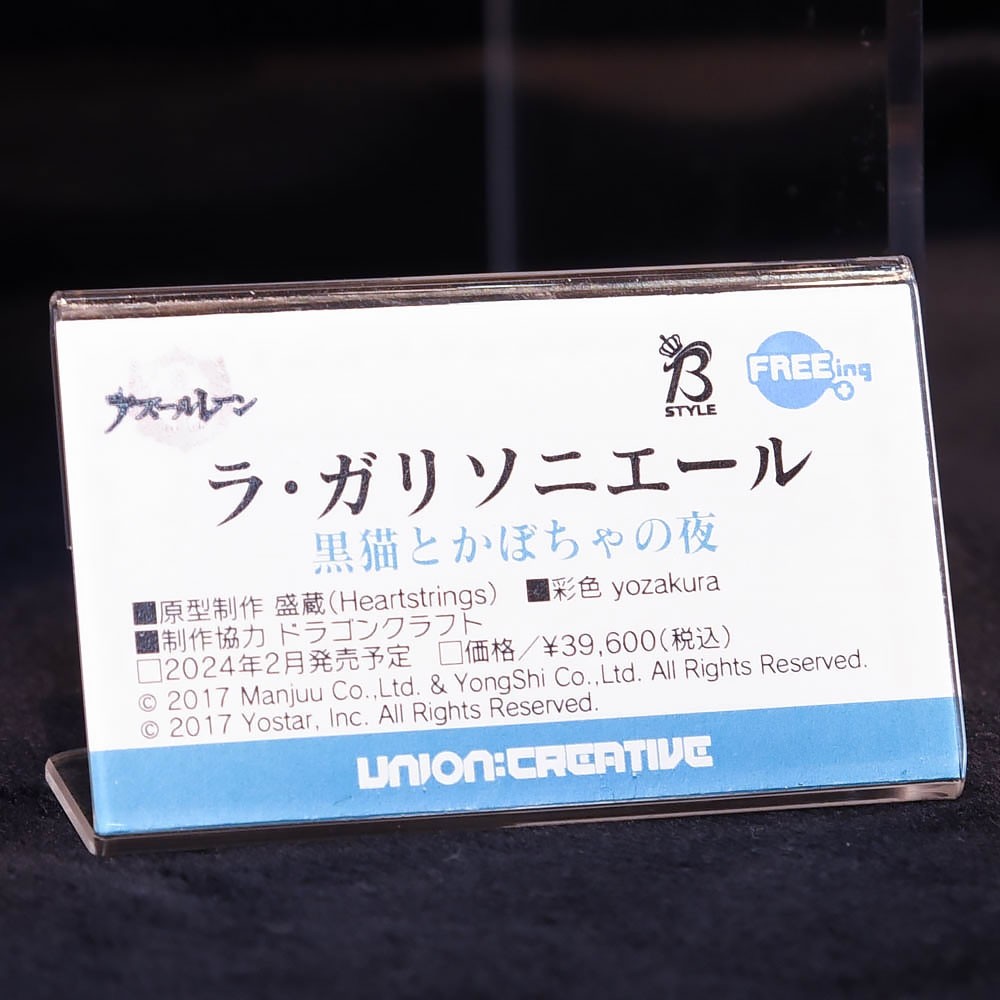 アズールレーン
B STYLE
FREEing
ラ・ガリソニエール
黒猫とかぼちゃの夜
■原型制作 盛蔵(Heartstrings) ■彩色 yozakura
■制作協力 ドラゴンクラフト
□2024年2月発売予定 □価格/¥39,600(税込)
© 2017 Manjuu Co.,Ltd. & YongShi Co.,Ltd. All Rights Reserved.
© 2017 Yostar, Inc. All Rights Reserved.
UNION:CREATIVE